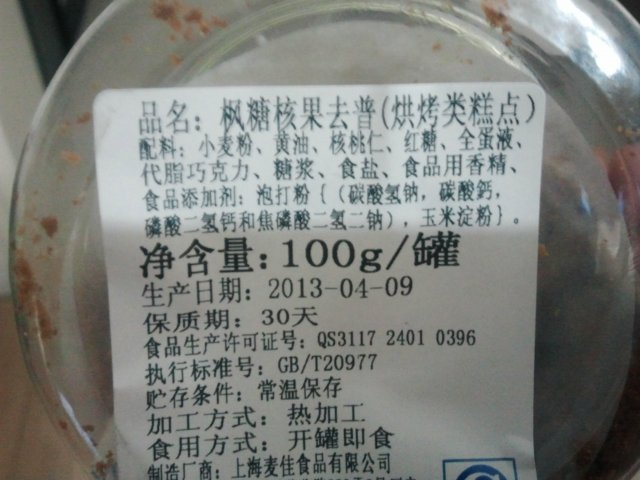 品名：枫糖核果去普(烘烤类糕点)
配料：小麦粉、黄油、核桃仁、红糖、全蛋液、
代脂巧克力、糖浆、食盐、食品用香精、
食品添加剂：泡打粉｛（碳酸氢钠，碳酸鈣，
磷酸二氢钙和焦磷酸二氢二钠），玉米淀粉｝。
净含量：100g/罐
生产日期：2013-04-09
保质期：30天
食品生产许可证号：QS3117 2401 0396
执行标准号：GB/T20977
贮存条件：常温保存
加工方式：热加工
食用方式：开罐即食
制造厂商：上海麦佳食品有限公司